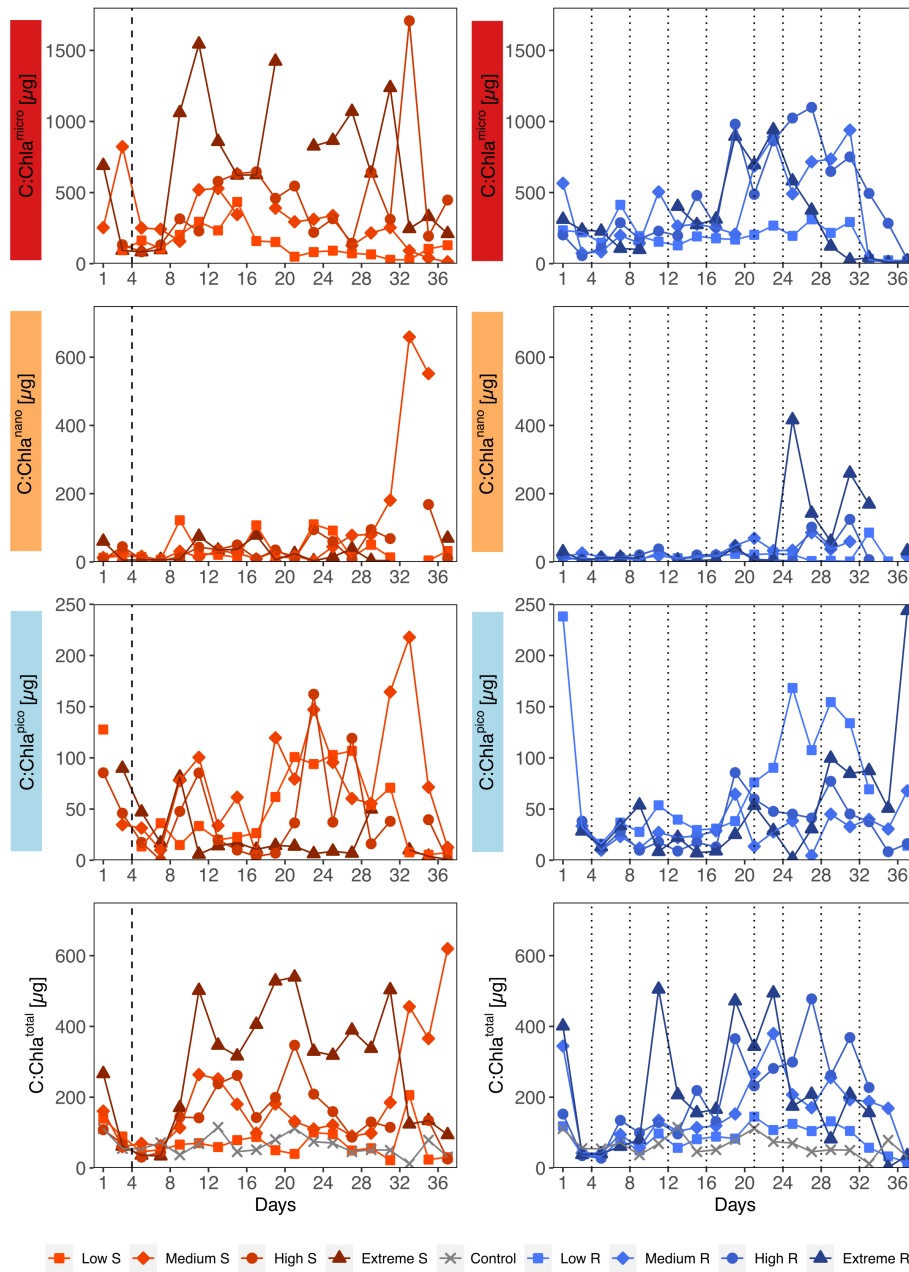 C:Chla^micro [µg]
1500
1000
500
0
1 4 8 12 16 20 24 28 32 36
C:Chla^micro [µg]
1500
1000
500
0
1 4 8 12 16 20 24 28 32 36
C:Chla^nano [µg]
600
400
200
0
1 4 8 12 16 20 24 28 32 36
C:Chla^nano [µg]
600
400
200
0
1 4 8 12 16 20 24 28 32 36
C:Chla^pico [µg]
250
200
150
100
50
0
1 4 8 12 16 20 24 28 32 36
C:Chla^pico [µg]
250
200
150
100
50
0
1 4 8 12 16 20 24 28 32 36
C:Chla^total [µg]
600
400
200
0
1 4 8 12 16 20 24 28 32 36
Days
C:Chla^total [µg]
600
400
200
0
1 4 8 12 16 20 24 28 32 36
Days
Low S Medium S High S Extreme S Control Low R Medium R High R Extreme R